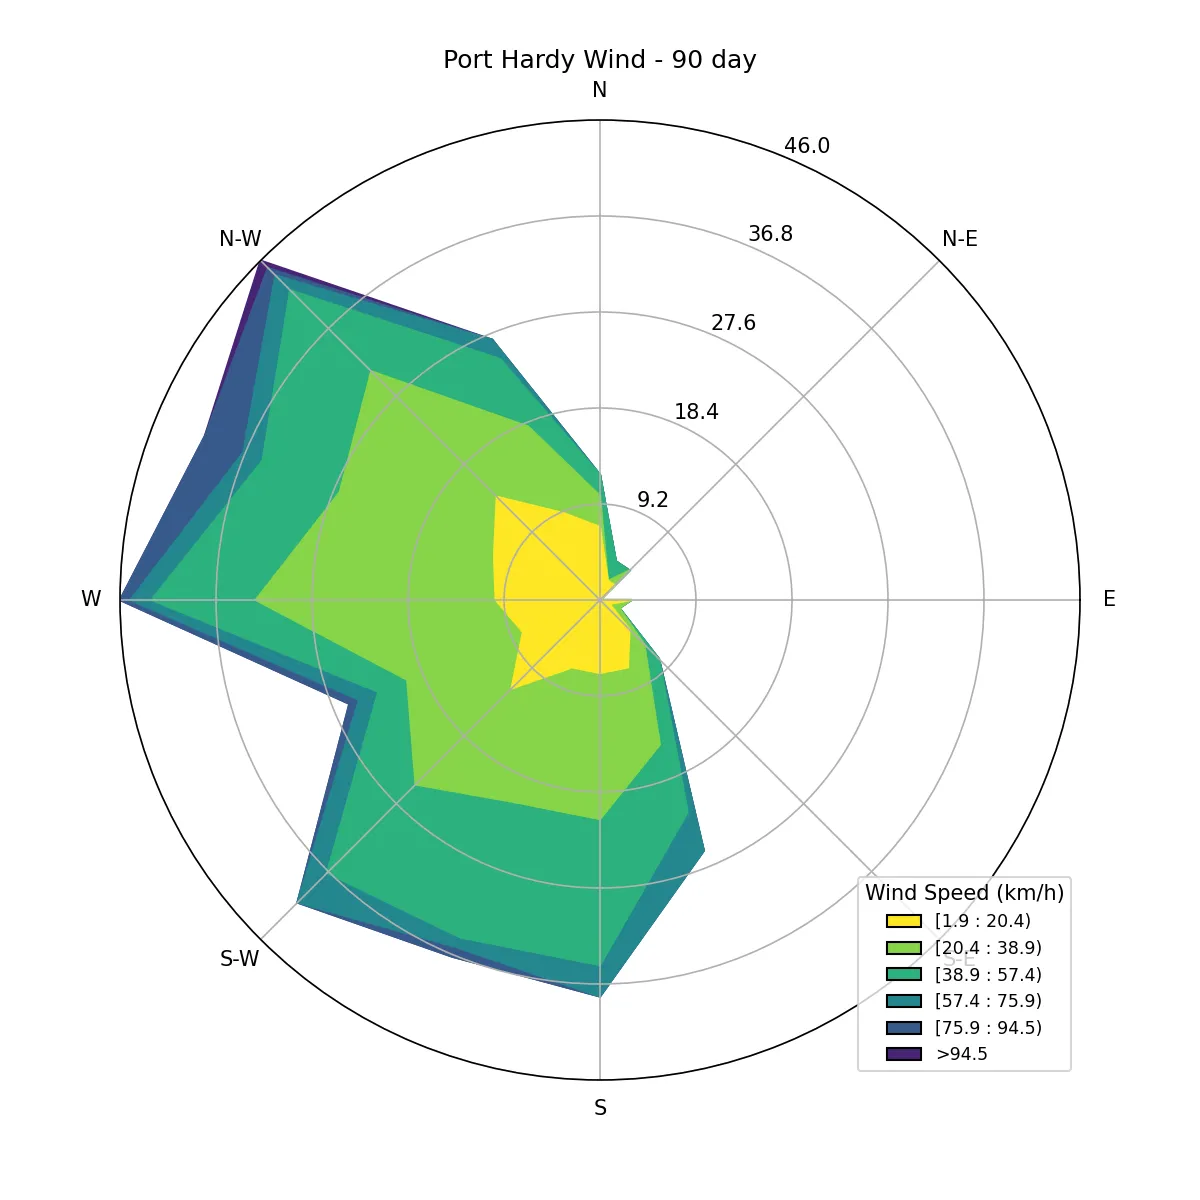 Port Hardy Wind - 90 day
N
46.0
36.8
N-W
N-E
27.6
18.4
9.2
W
E
Wind Speed (km/h)
[1.9 : 20.4)
[20.4 : 38.9)
S-W
S-E
[38.9 : 57.4)
[57.4 : 75.9)
[75.9 : 94.5)
>94.5
S